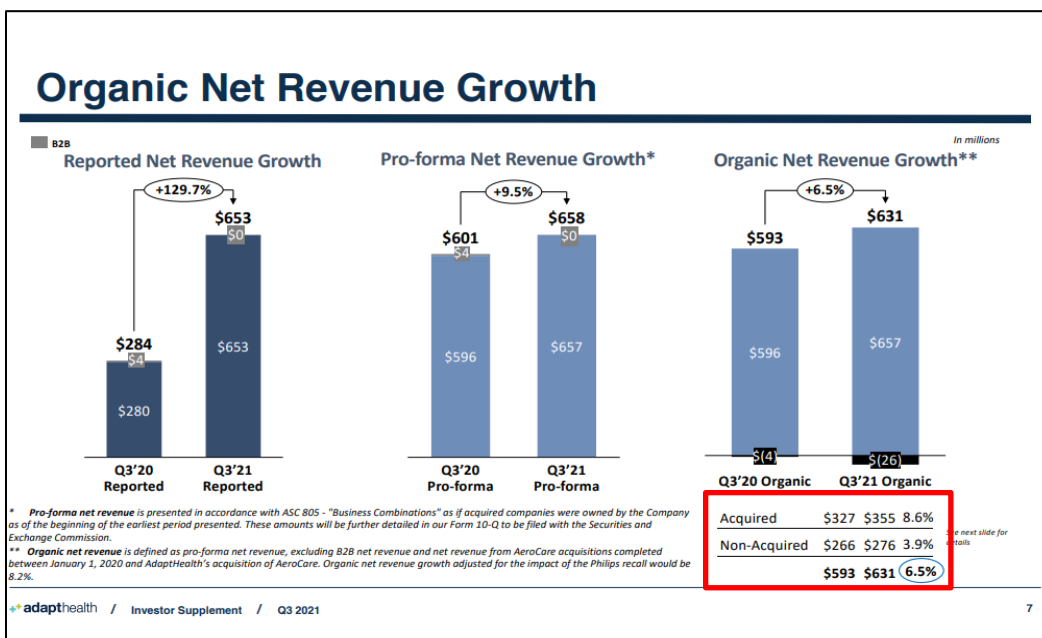 Organic Net Revenue Growth
B2B
In millions
Reported Net Revenue Growth
+129.7%
$653
$0
$284
$4
$653
$280
Q3'20
Reported
Q3'21
Reported
Pro-forma Net Revenue Growth*
+9.5%
$658
$601
$0
$4
$596
$657
Q3'20
Pro-forma
Q3'21
Pro-forma
Organic Net Revenue Growth**
+6.5%
$631
$593
$596
$657
$(4)
$(26)
Q3'20 Organic
Q3'21 Organic
Acquired $327 $355 8.6%
Non-Acquired $266 $276 3.9%
$593 $631 6.5%
next slide for
details
* Pro-forma net revenue is presented in accordance with ASC 805 - "Business Combinations" as if acquired companies were owned by the Company
as of the beginning of the earliest period presented. These amounts will be further detailed in our Form 10-Q to be filed with the Securities and
Exchange Commission.
** Organic net revenue is defined as pro-forma net revenue, excluding B2B net revenue and net revenue from AeroCare acquisitions completed
between January 1, 2020 and AdaptHealth's acquisition of AeroCare. Organic net revenue growth adjusted for the impact of the Philips recall would be
8.2%.
adapthealth / Investor Supplement / Q3 2021
7